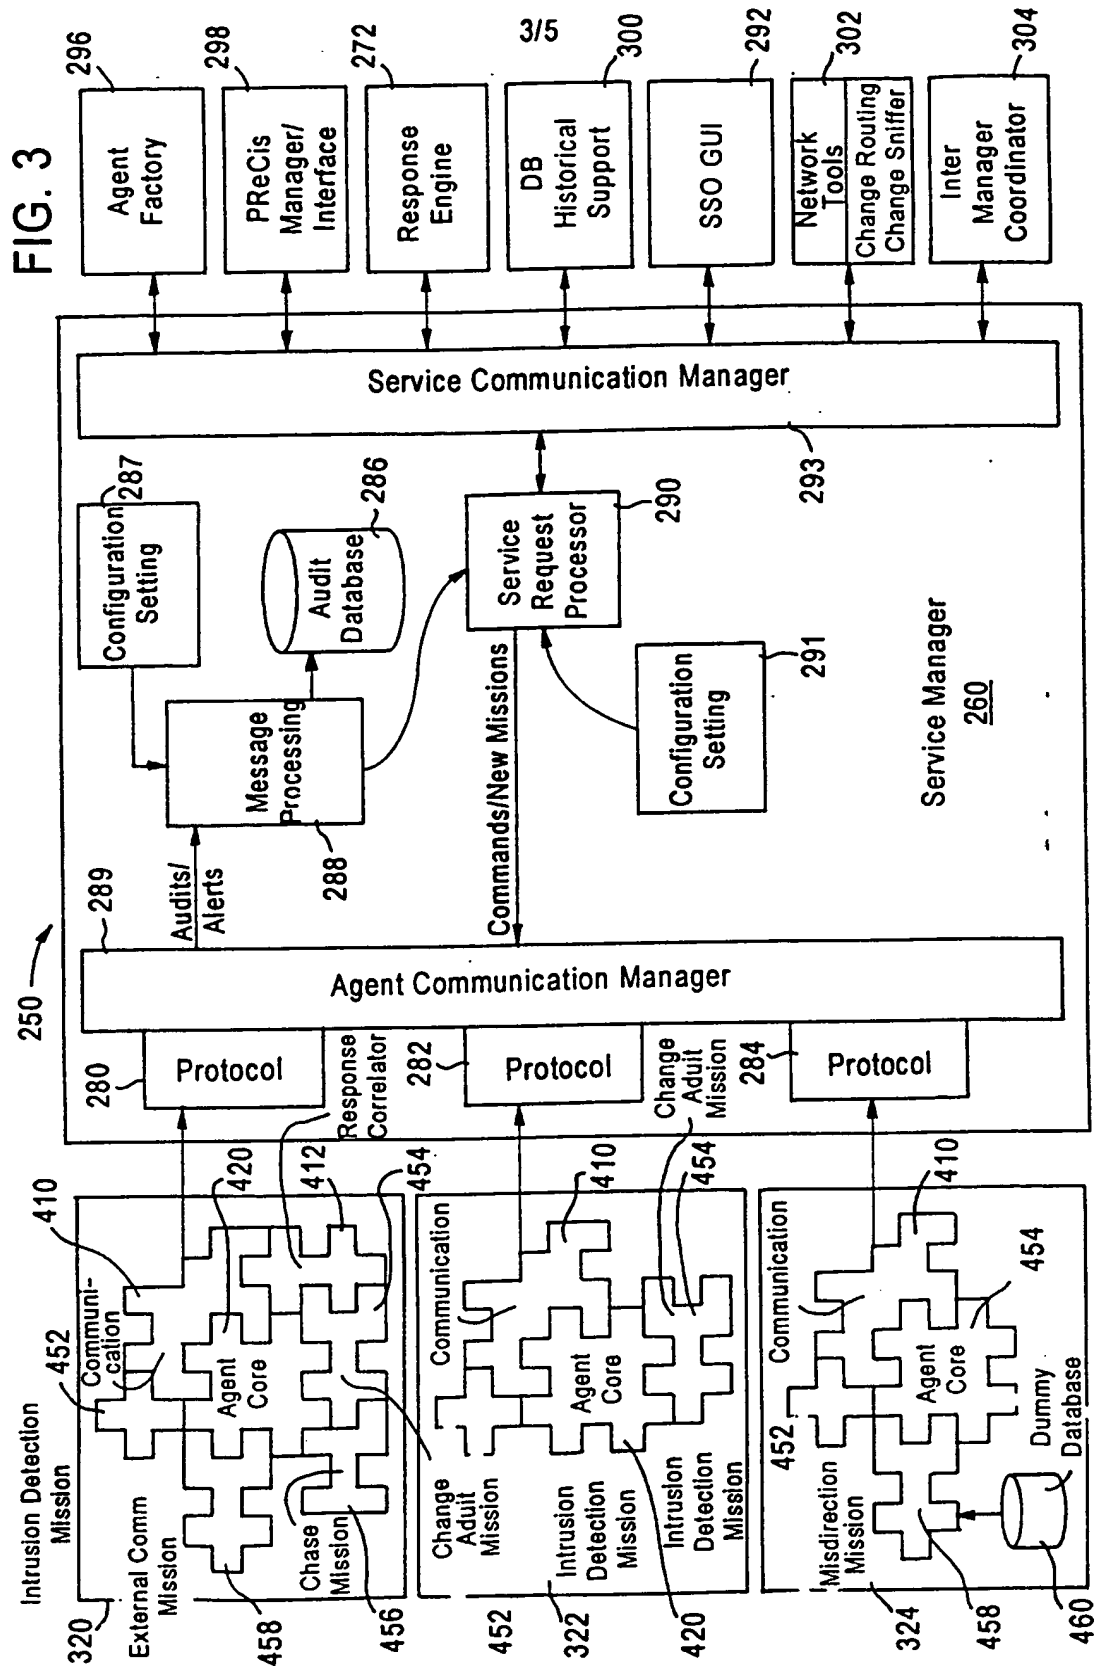 FIG. 3
3/5
296
Agent
Factory
298
PReCis
Manager/
Interface
272
Response
Engine
300
DB
Historical
Support
292
SSO GUI
302
Network
Tools
Change Routing
Change Sniffer
304
Inter
Manager
Coordinator
250
Service Communication Manager
293
287
Configuration
Setting
286
Audit
Database
290
Service
Request
Processor
291
Configuration
Setting
Message
Processing
288
Audits/
Alerts
Commands/New Missions
Service Manager
260
289
Agent Communication Manager
280
Protocol
282
Protocol
284
Protocol
Response
Correlator
Change
Adult
Mission
Intrusion Detection
Mission
320
External Comm
Mission
452
Communi-
cation
410
420
412
454
Agent
Core
458
Chase
Mission
456
Change
Adult
Mission
452
Communication
410
454
Agent
Core
Intrusion
Detection
Mission
322
420
Intrusion
Detection
Mission
452
Communication
410
454
Agent
Core
Misdirection
Mission
324
458
Dummy
Database
460